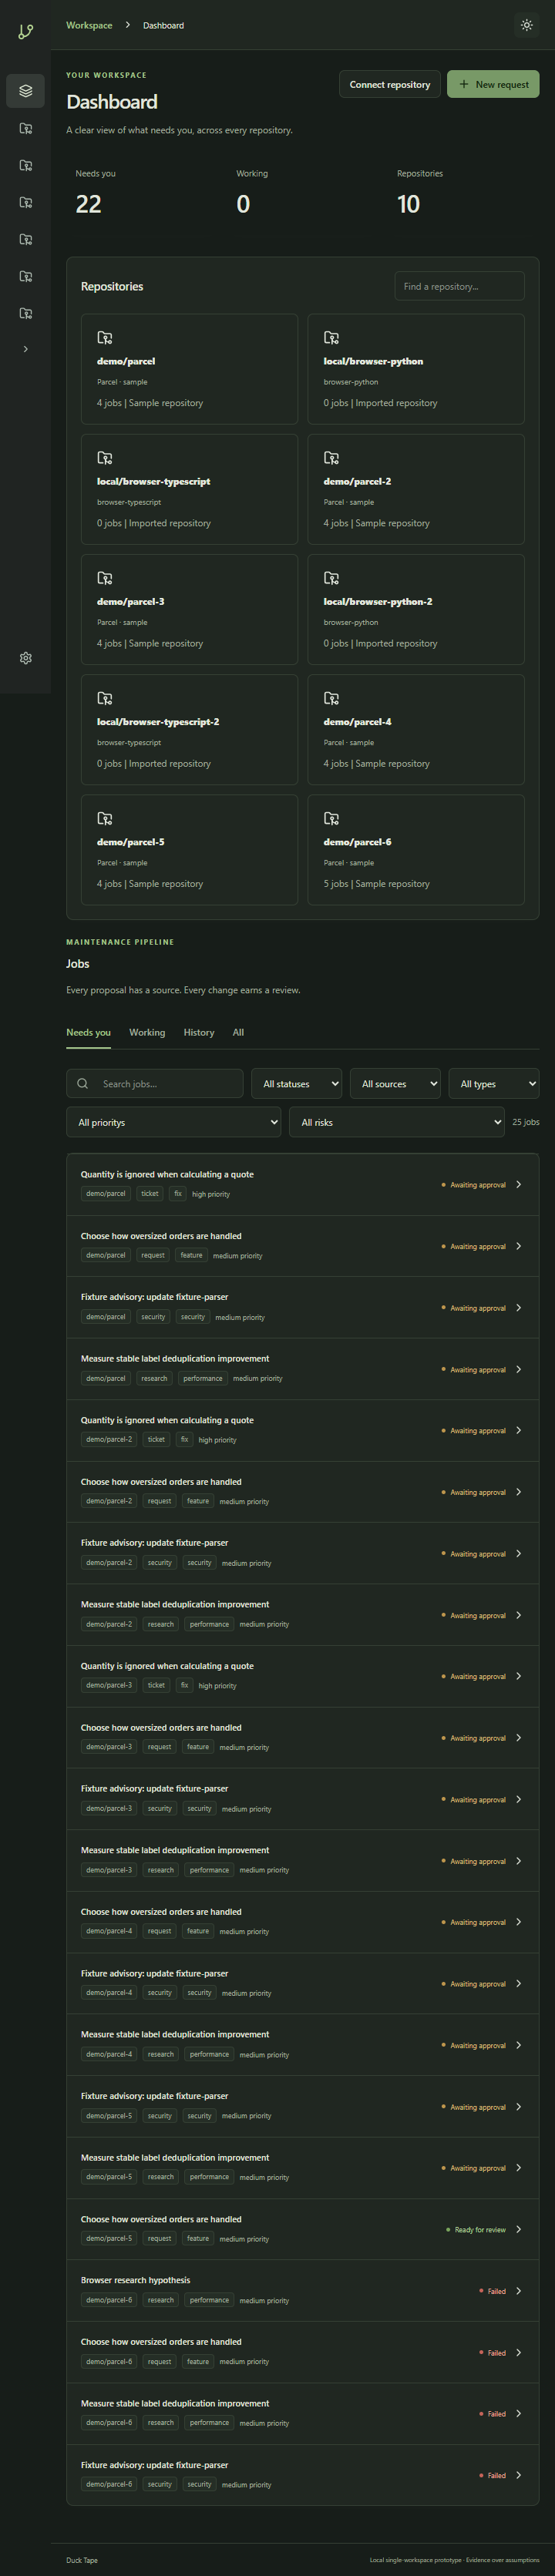 Workspace > Dashboard
YOUR WORKSPACE
Dashboard
Connect repository
+ New request
A clear view of what needs you, across every repository.
Needs you Working Repositories
22 0 10
Repositories
Find a repository...
demo/parcel
Parcel · sample
4 jobs | Sample repository
local/browser-python
browser-python
0 jobs | Imported repository
local/browser-typescript
browser-typescript
0 jobs | Imported repository
demo/parcel-2
Parcel · sample
4 jobs | Sample repository
demo/parcel-3
Parcel · sample
4 jobs | Sample repository
local/browser-python-2
browser-python
0 jobs | Imported repository
local/browser-typescript-2
browser-typescript
0 jobs | Imported repository
demo/parcel-4
Parcel · sample
4 jobs | Sample repository
demo/parcel-5
Parcel · sample
4 jobs | Sample repository
demo/parcel-6
Parcel · sample
5 jobs | Sample repository
MAINTENANCE PIPELINE
Jobs
Every proposal has a source. Every change earns a review.
Needs you Working History All
Search jobs... All statuses All sources All types
All prioritys All risks 25 jobs
Quantity is ignored when calculating a quote
demo/parcel ticket fix high priority
Awaiting approval
Choose how oversized orders are handled
demo/parcel request feature medium priority
Awaiting approval
Fixture advisory: update fixture-parser
demo/parcel security security medium priority
Awaiting approval
Measure stable label deduplication improvement
demo/parcel research performance medium priority
Awaiting approval
Quantity is ignored when calculating a quote
demo/parcel-2 ticket fix high priority
Awaiting approval
Choose how oversized orders are handled
demo/parcel-2 request feature medium priority
Awaiting approval
Fixture advisory: update fixture-parser
demo/parcel-2 security security medium priority
Awaiting approval
Measure stable label deduplication improvement
demo/parcel-2 research performance medium priority
Awaiting approval
Quantity is ignored when calculating a quote
demo/parcel-3 ticket fix high priority
Awaiting approval
Choose how oversized orders are handled
demo/parcel-3 request feature medium priority
Awaiting approval
Fixture advisory: update fixture-parser
demo/parcel-3 security security medium priority
Awaiting approval
Measure stable label deduplication improvement
demo/parcel-3 research performance medium priority
Awaiting approval
Choose how oversized orders are handled
demo/parcel-4 request feature medium priority
Awaiting approval
Fixture advisory: update fixture-parser
demo/parcel-4 security security medium priority
Awaiting approval
Measure stable label deduplication improvement
demo/parcel-4 research performance medium priority
Awaiting approval
Fixture advisory: update fixture-parser
demo/parcel-5 security security medium priority
Awaiting approval
Measure stable label deduplication improvement
demo/parcel-5 research performance medium priority
Awaiting approval
Choose how oversized orders are handled
demo/parcel-5 request feature medium priority
Ready for review
Browser research hypothesis
demo/parcel-6 research performance medium priority
Failed
Choose how oversized orders are handled
demo/parcel-6 request feature medium priority
Failed
Measure stable label deduplication improvement
demo/parcel-6 research performance medium priority
Failed
Fixture advisory: update fixture-parser
demo/parcel-6 security security medium priority
Failed
Duck Tape
Local single-workspace prototype · Evidence over assumptions